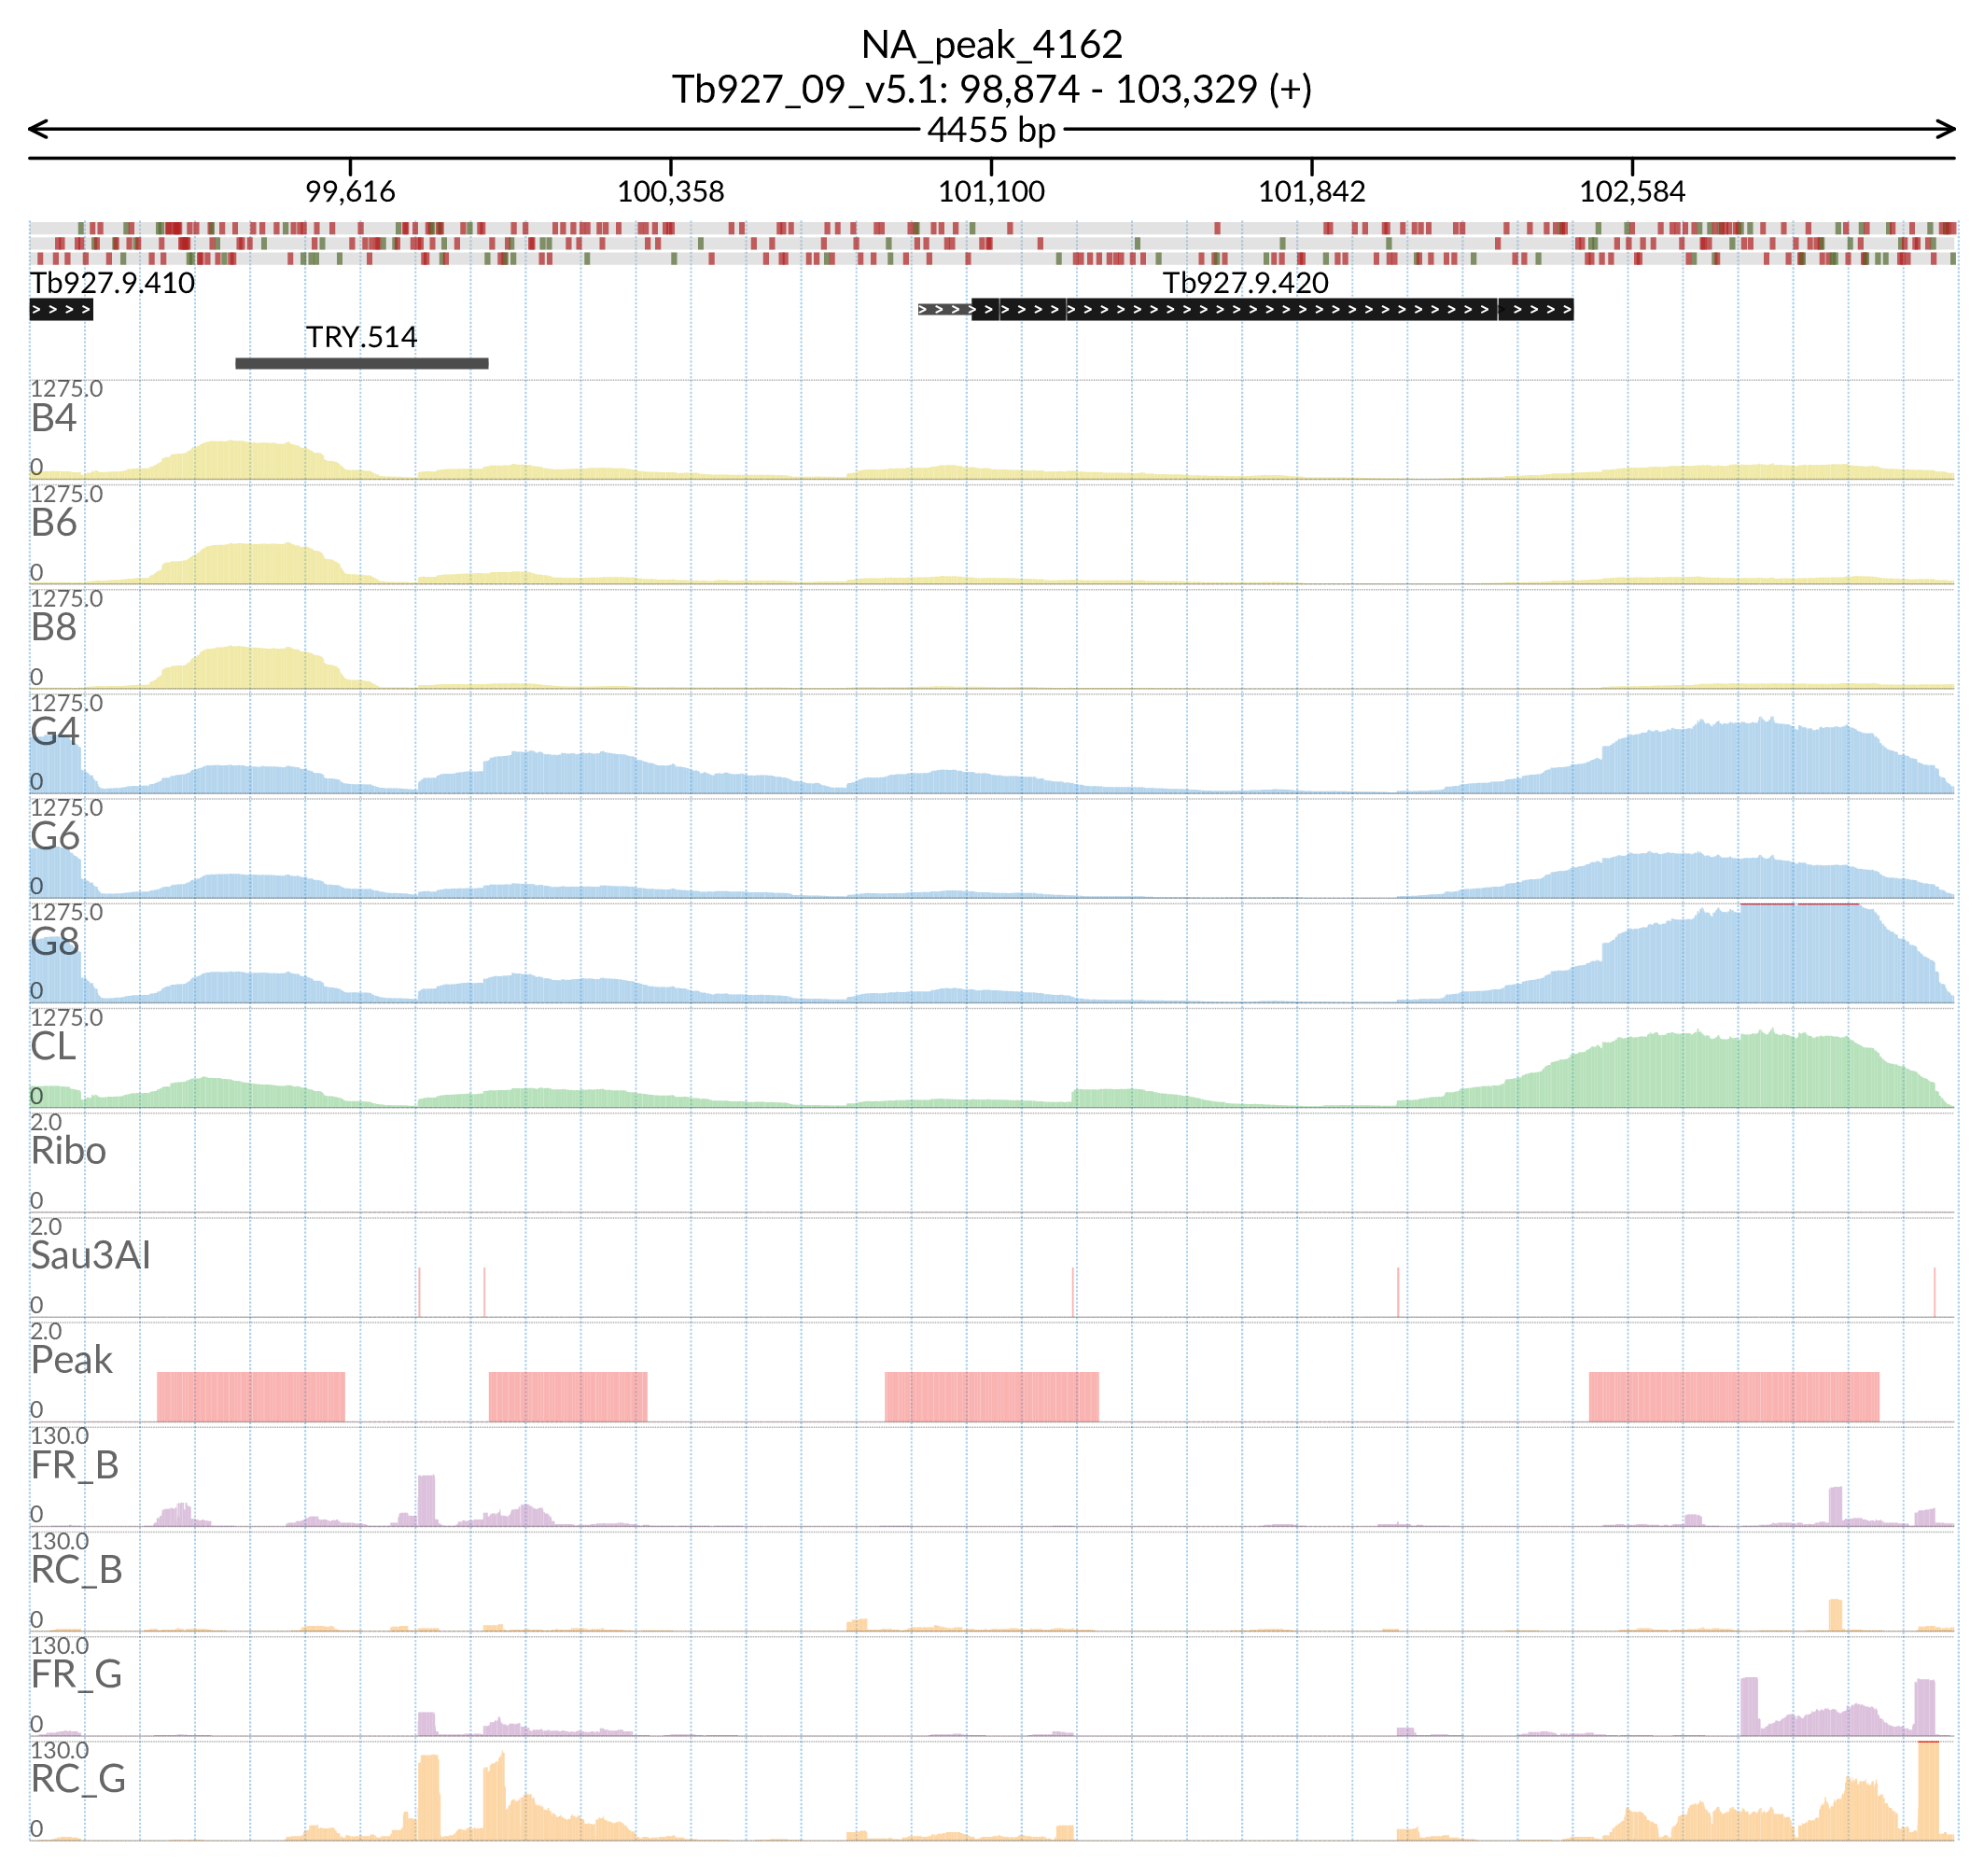 NA_peak_4162
Tb927_09_v5.1: 98,874 - 103,329 (+)
4455 bp
99,616 100,358 101,100 101,842 102,584
Tb927.9.410 Tb927.9.420
TRY.514
1275.0
B4
0
1275.0
B6
0
1275.0
B8
0
1275.0
G4
0
1275.0
G6
0
1275.0
G8
0
1275.0
CL
0
2.0
Ribo
0
2.0
Sau3AI
0
2.0
Peak
0
130.0
FR_B
0
130.0
RC_B
0
130.0
FR_G
0
130.0
RC_G
0